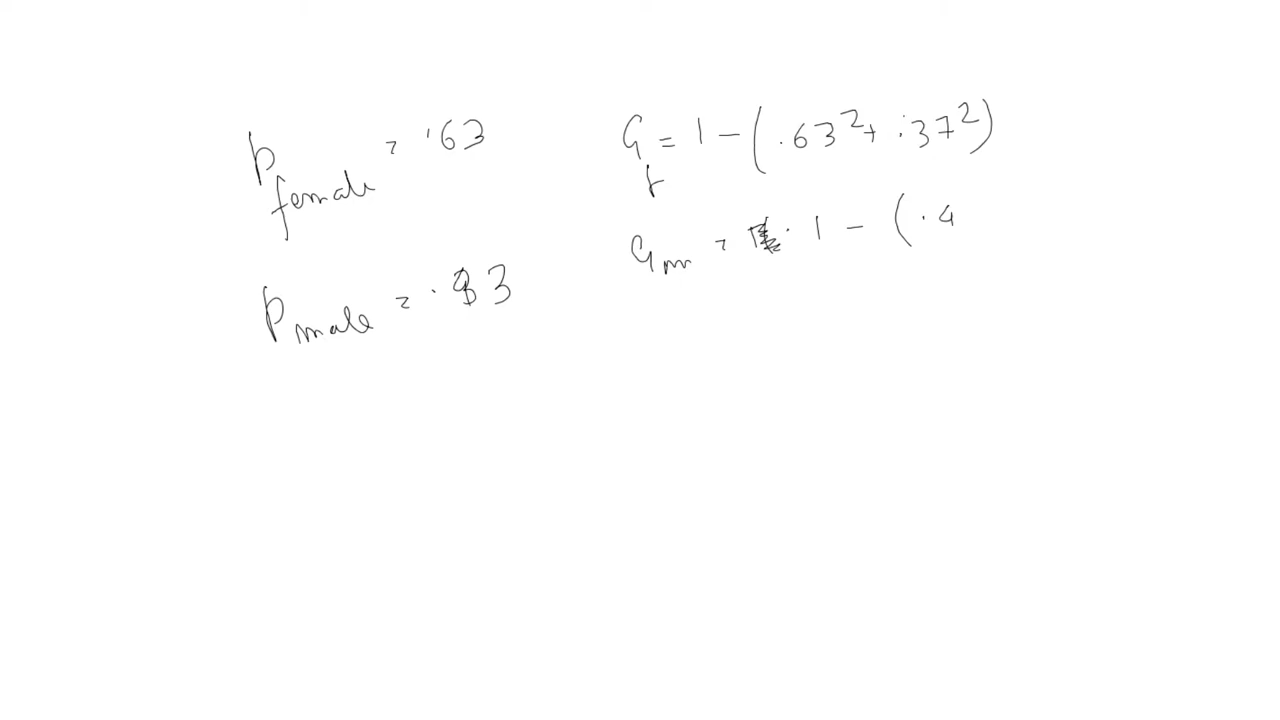 p female = .63
G f = 1 - (.63² + .37²)
G m = 1 - (.4
p male = . 3